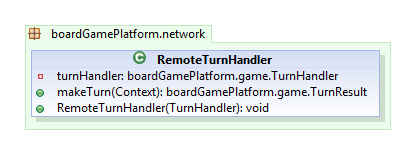 boardGamePlatform.network
RemoteTurnHandler
turnHandler: boardGamePlatform.game.TurnHandler
makeTurn(Context): boardGamePlatform.game.TurnResult
RemoteTurnHandler(TurnHandler): void